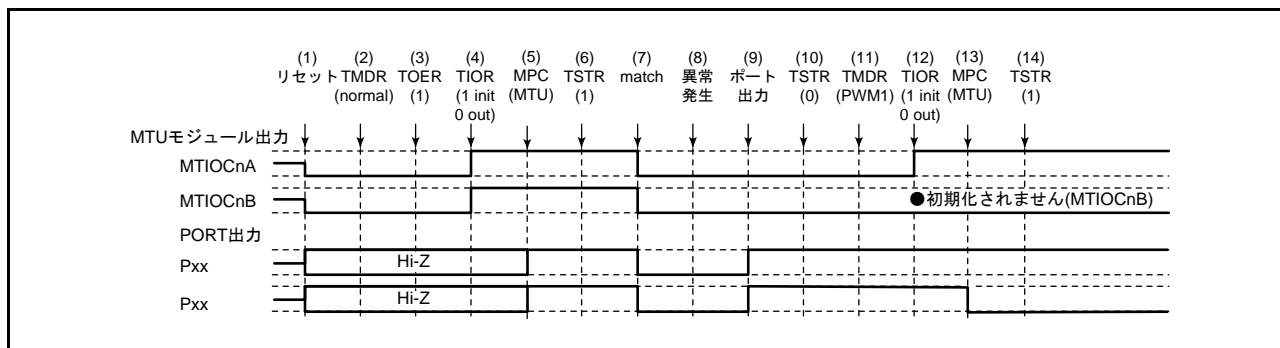 (1) (2) (3) (4) (5) (6) (7) (8) (9) (10) (11) (12) (13) (14)
リセット TMDR TOER TIOR MPC TSTR match 異常 ポート TSTR TMDR TIOR MPC TSTR
(normal) (1) (1 init (MTU) (1) 発生 出力 (0) (PWM1) (1 init (MTU) (1)
0 out) 0 out)
MTUモジュール出力
MTIOCnA
MTIOCnB ●初期化されません(MTIOCnB)
PORT出力
Pxx Hi-Z
Pxx Hi-Z